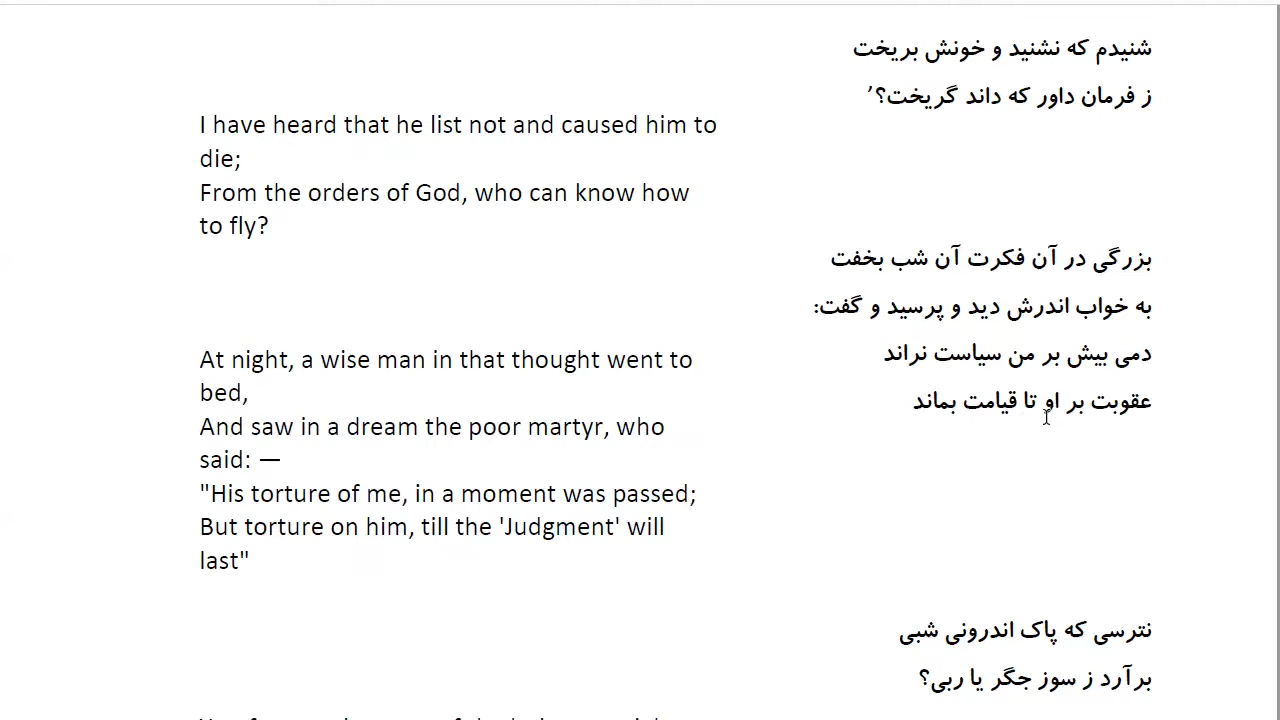 شنیدم که نشنید و خونش بریخت
ز فرمان داور که داند گریخت؟′
I have heard that he list not and caused him to
die;
From the orders of God, who can know how
to fly?
بزرگی در آن فکرت آن شب بخفت
به خواب اندرش دید و پرسید و گفت:
دمی بیش بر من سیاست نراند
عقوبت بر او تا قیامت بماند
At night, a wise man in that thought went to
bed,
And saw in a dream the poor martyr, who
said: —
"His torture of me, in a moment was passed;
But torture on him, till the 'Judgment' will
last"
نترسی که پاک اندرونی شبی
برآرد ز سوز جگر یا ربی؟